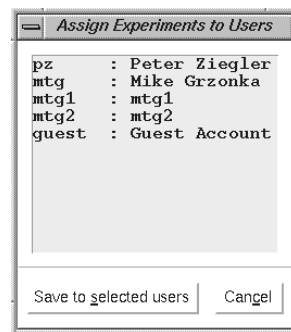 Assign Experiments to Users
pz : Peter Ziegler
mtg : Mike Grzonka
mtg1 : mtg1
mtg2 : mtg2
guest : Guest Account
Save to selected users Cancel